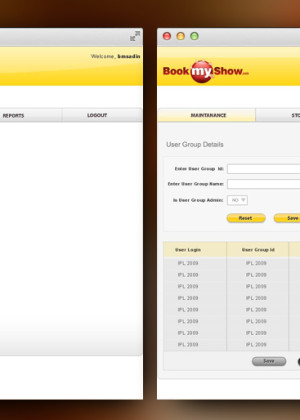 Welcome, bmsadin
REPORTS LOGOUT
Book my Show.com
MAINTANANCE STO
User Group Details
Enter User Group Id:
Enter User Group Name:
Is User Group Admin: NO
Reset Save
User Login User Group Id
IPL 2009 IPL 2009
IPL 2009 IPL 2009
IPL 2009 IPL 2009
IPL 2009 IPL 2009
IPL 2009 IPL 2009
IPL 2009 IPL 2009
IPL 2009 IPL 2009
IPL 2009 IPL 2009
Save